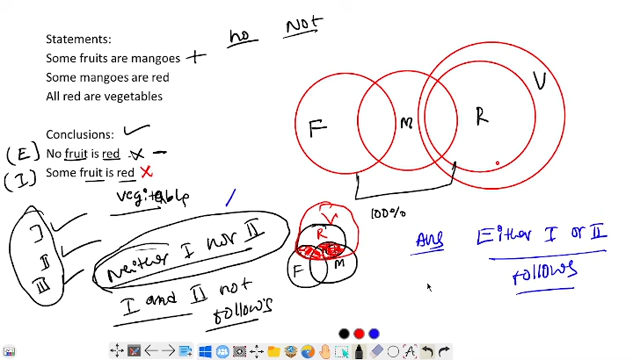 Statements:
no Not
Some fruits are mangoes +
Some mangoes are red
All red are vegetables
Conclusions: ✓
(E) No fruit is red x –
(I) Some fruit is red x
vegitable
I
II
III
Neither I nor II
I and II not
follows
F M R V
100%
V
R
F M
Ans Either I or II
follows